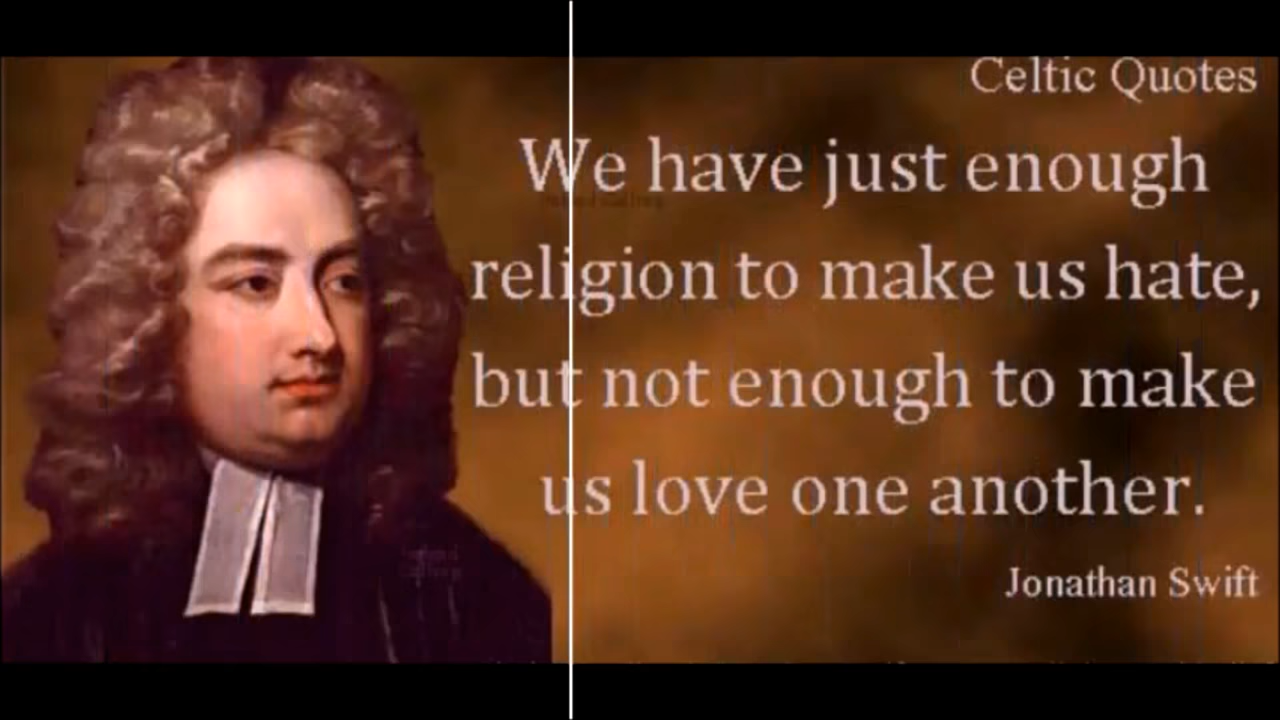 Celtic Quotes
We have just enough
religion to make us hate,
but not enough to make
us love one another.
Jonathan Swift